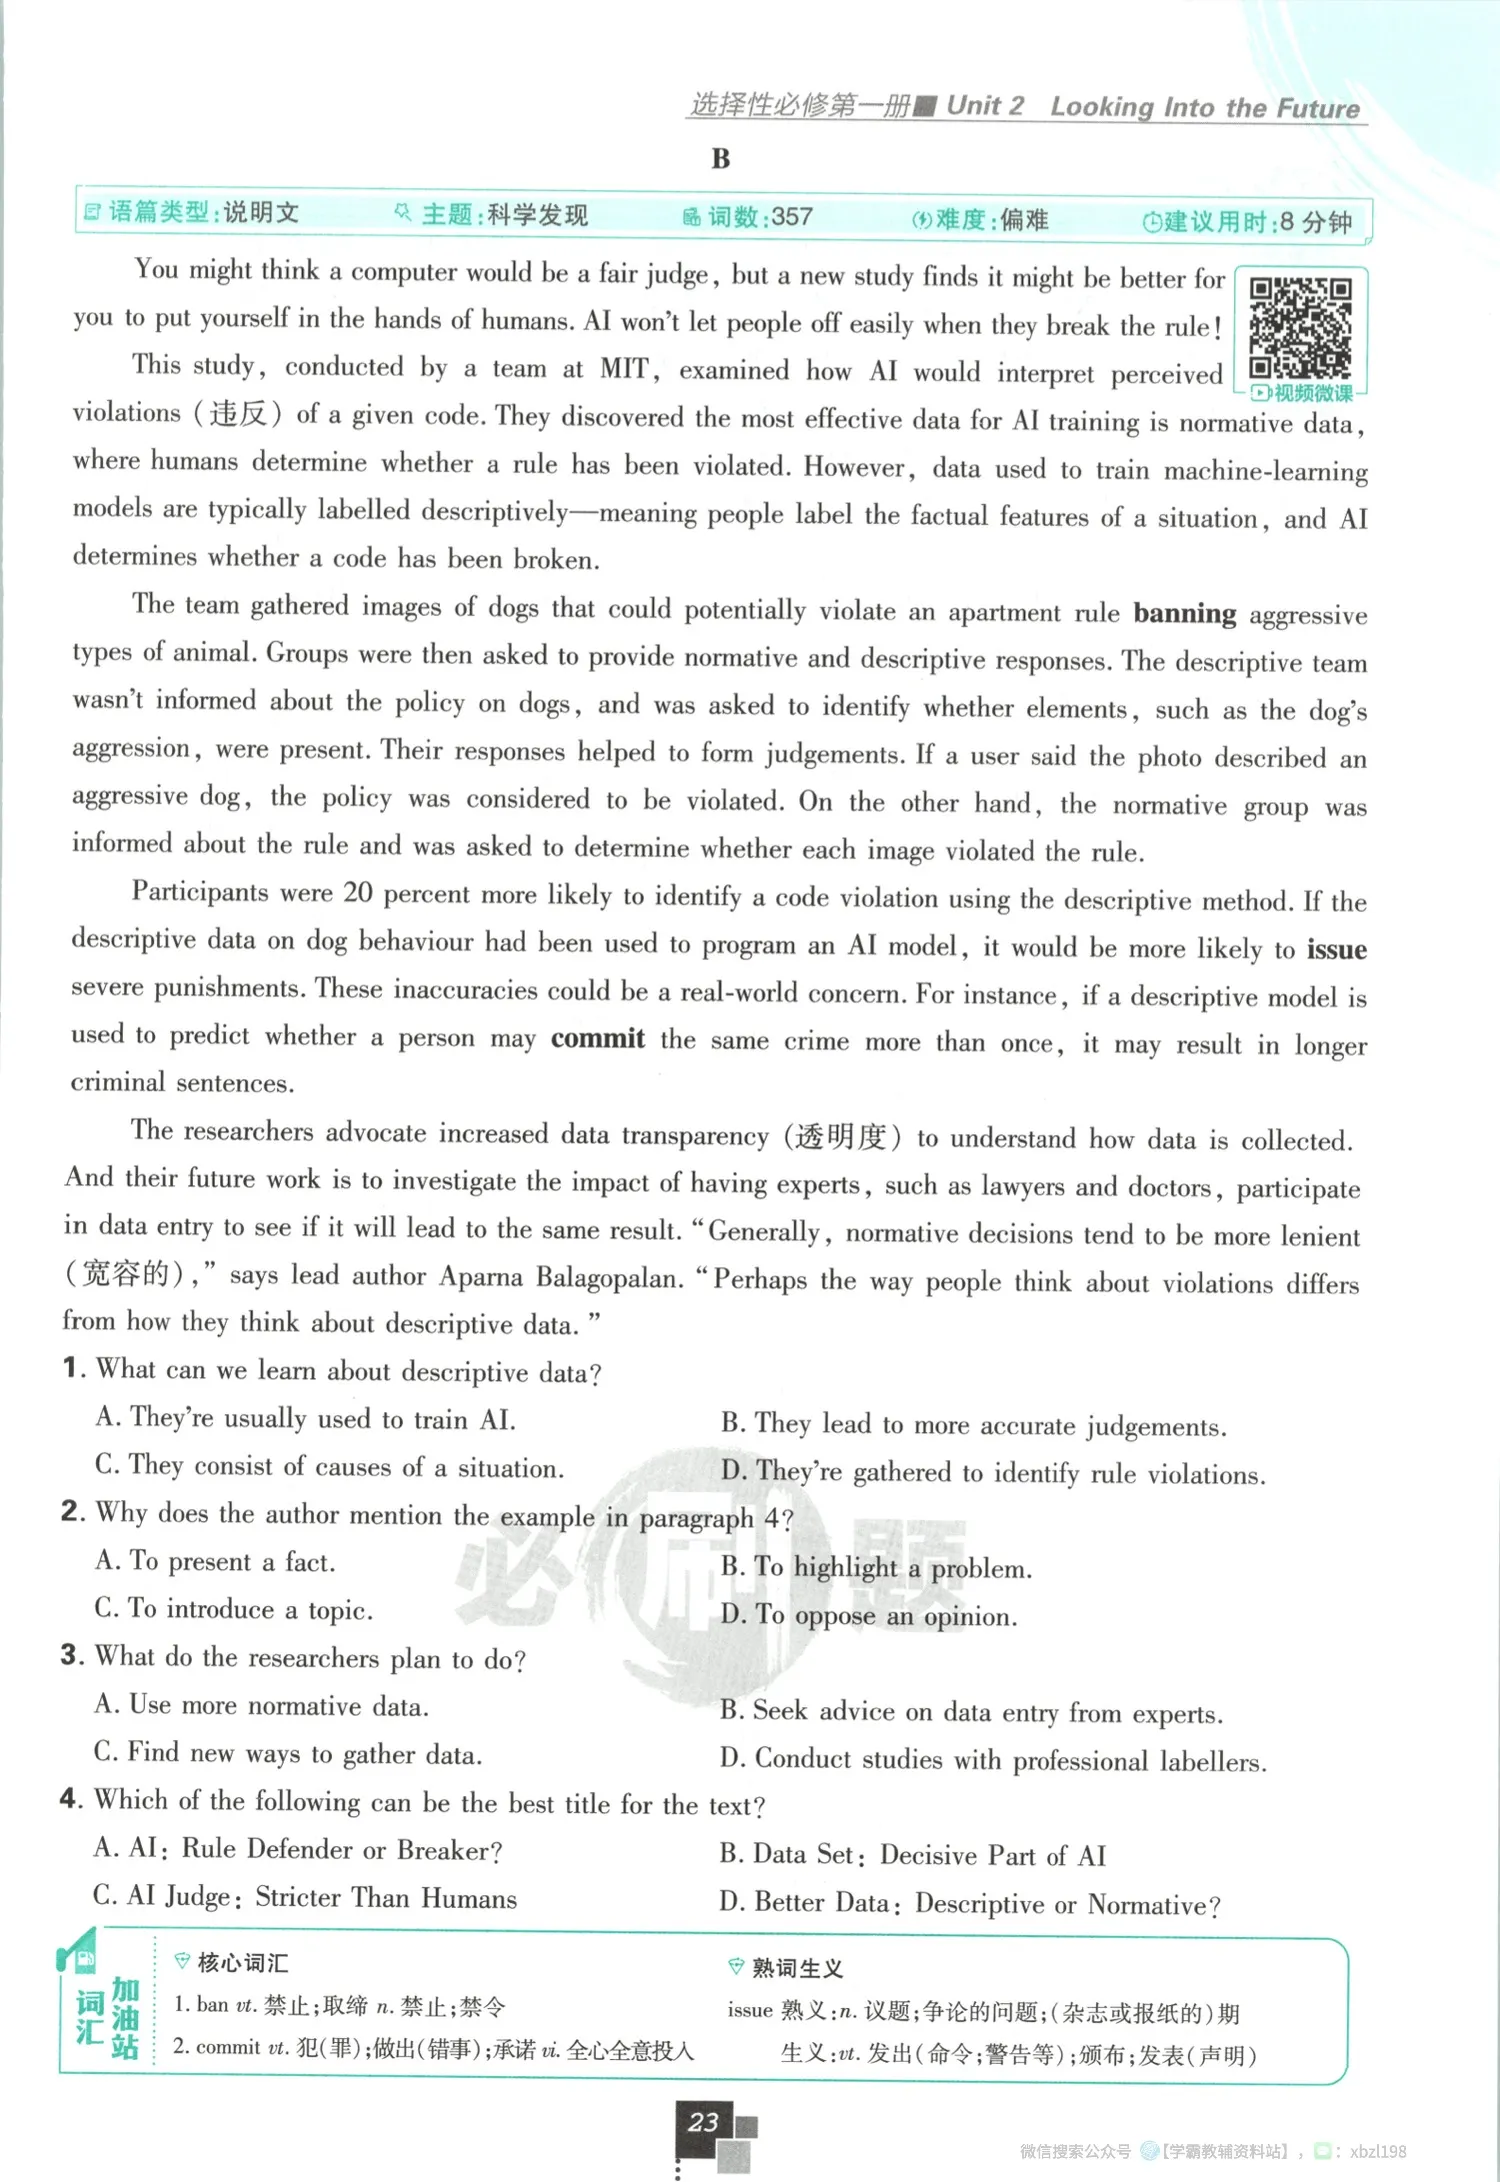 选择性必修第一册 Unit 2 Looking Into the Future
B
语篇类型:说明文 主题:科学发现 词数:357 难度:偏难 建议用时:8 分钟
You might think a computer would be a fair judge, but a new study finds it might be better for
you to put yourself in the hands of humans. AI won't let people off easily when they break the rule!
视频微课
This study, conducted by a team at MIT, examined how AI would interpret perceived
violations (违反) of a given code. They discovered the most effective data for AI training is normative data,
where humans determine whether a rule has been violated. However, data used to train machine-learning
models are typically labelled descriptively—meaning people label the factual features of a situation, and AI
determines whether a code has been broken.
The team gathered images of dogs that could potentially violate an apartment rule banning aggressive
types of animal. Groups were then asked to provide normative and descriptive responses. The descriptive team
wasn't informed about the policy on dogs, and was asked to identify whether elements, such as the dog's
aggression, were present. Their responses helped to form judgements. If a user said the photo described an
aggressive dog, the policy was considered to be violated. On the other hand, the normative group was
informed about the rule and was asked to determine whether each image violated the rule.
Participants were 20 percent more likely to identify a code violation using the descriptive method. If the
descriptive data on dog behaviour had been used to program an AI model, it would be more likely to issue
severe punishments. These inaccuracies could be a real-world concern. For instance, if a descriptive model is
used to predict whether a person may commit the same crime more than once, it may result in longer
criminal sentences.
The researchers advocate increased data transparency (透明度) to understand how data is collected.
And their future work is to investigate the impact of having experts, such as lawyers and doctors, participate
in data entry to see if it will lead to the same result. "Generally, normative decisions tend to be more lenient
(宽容的)," says lead author Aparna Balagopalan. "Perhaps the way people think about violations differs
from how they think about descriptive data."
1. What can we learn about descriptive data?
A. They're usually used to train AI. B. They lead to more accurate judgements.
C. They consist of causes of a situation. D. They're gathered to identify rule violations.
2. Why does the author mention the example in paragraph 4?
A. To present a fact. B. To highlight a problem.
C. To introduce a topic. D. To oppose an opinion.
必刷题
3. What do the researchers plan to do?
A. Use more normative data. B. Seek advice on data entry from experts.
C. Find new ways to gather data. D. Conduct studies with professional labellers.
4. Which of the following can be the best title for the text?
A. AI: Rule Defender or Breaker? B. Data Set: Decisive Part of AI
C. AI Judge: Stricter Than Humans D. Better Data: Descriptive or Normative?
词汇加油站
核心词汇 熟词生义
1. ban vt. 禁止;取缔 n. 禁止;禁令 issue 熟义:n. 议题;争论的问题;(杂志或报纸的)期
2. commit vt. 犯(罪);做出(错事);承诺 vi. 全心全意投入 生义:vt. 发出(命令;警告等);颁布;发表(声明)
23
微信搜索公众号 【学霸教辅资料站】, : xbzl198